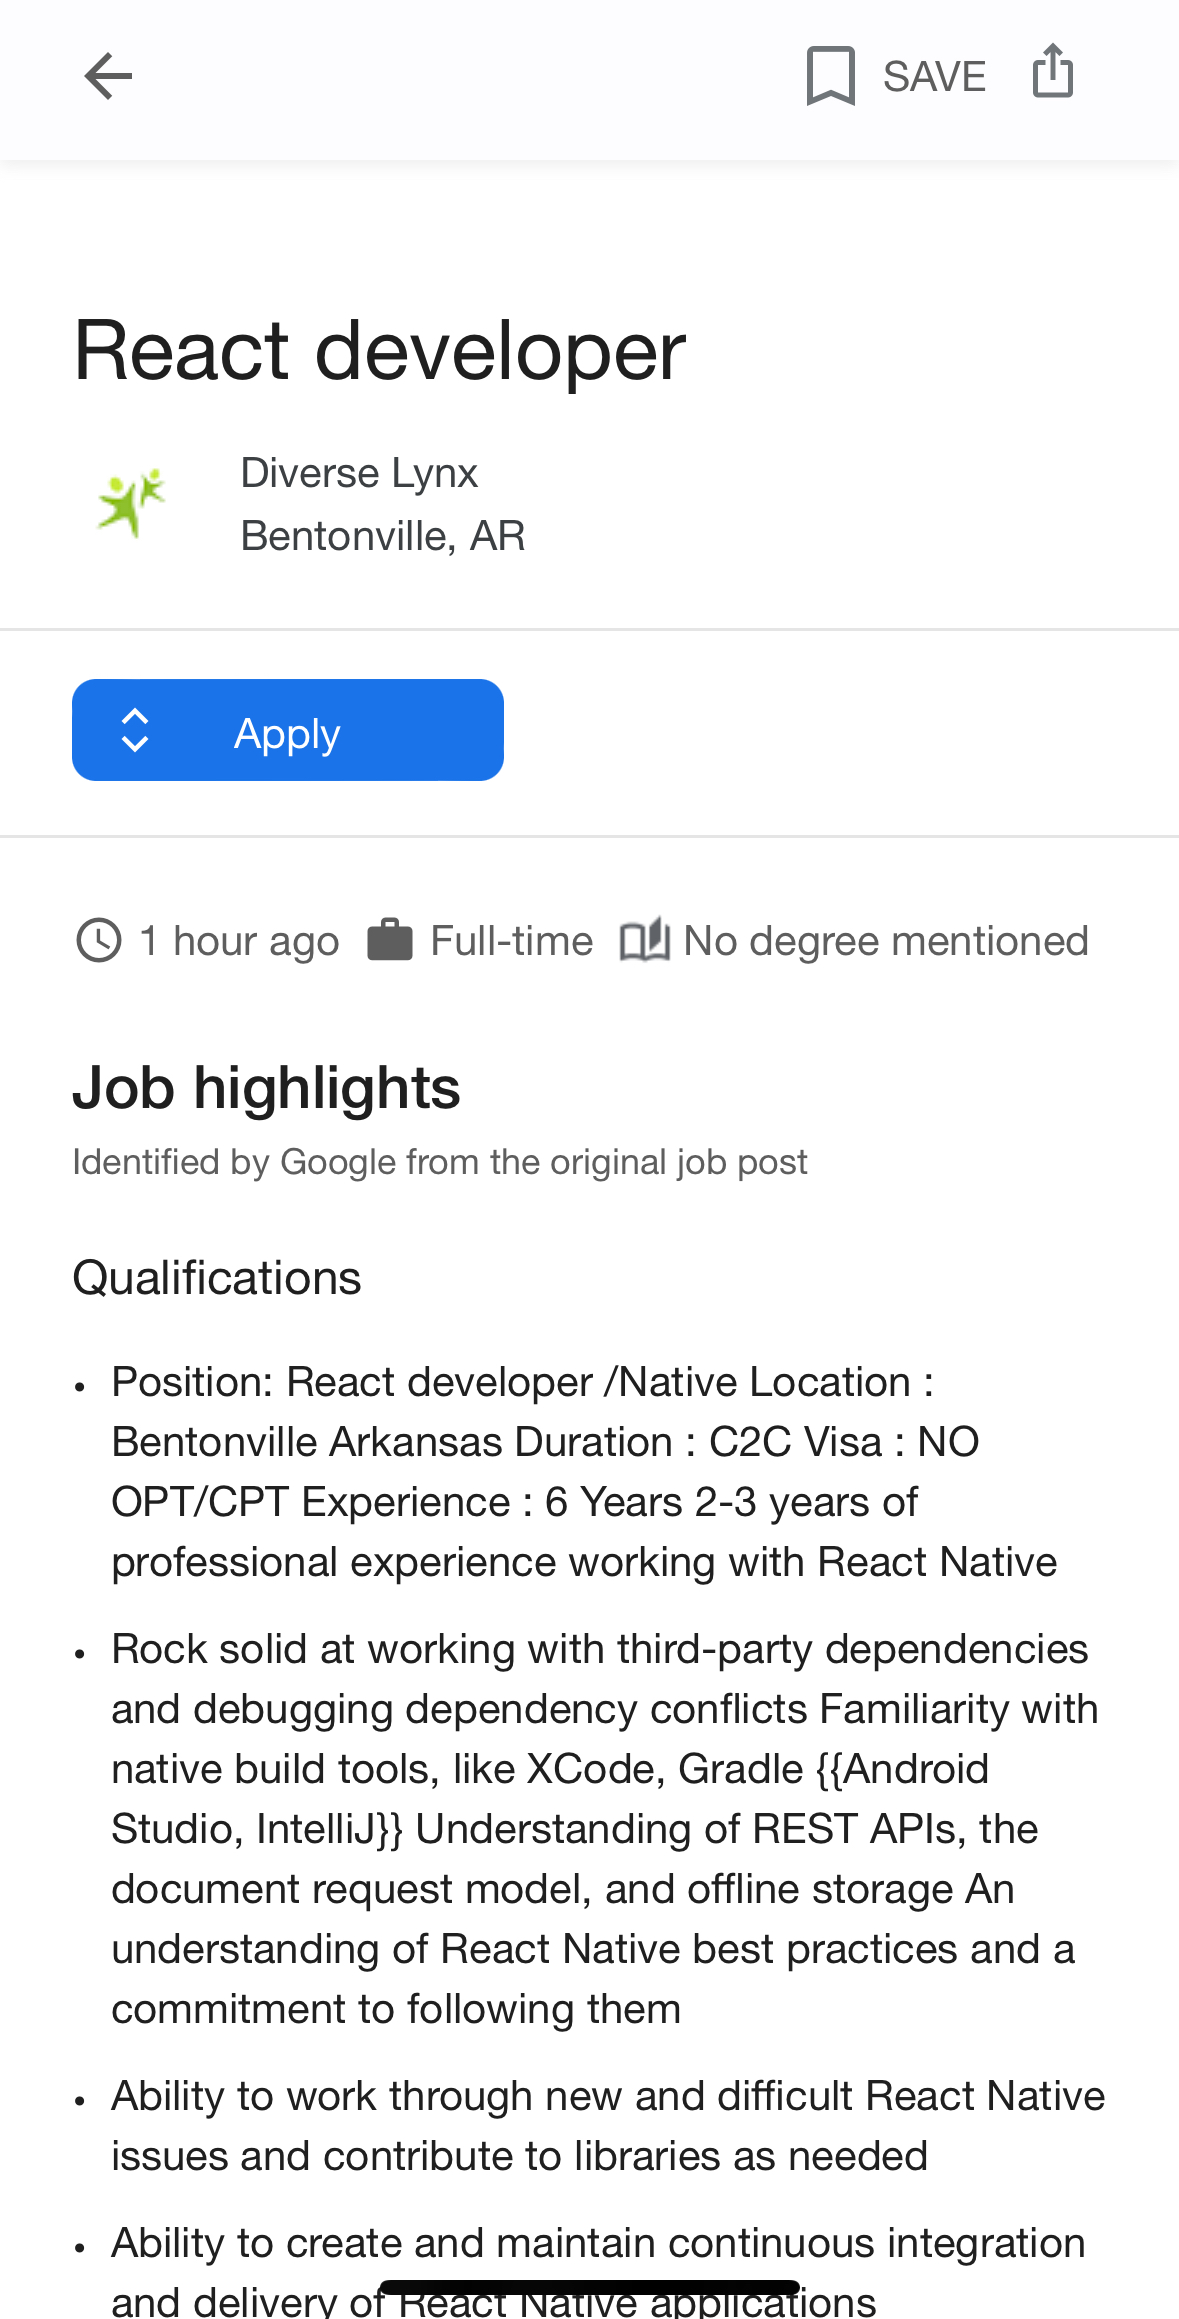 SAVE
React developer
Diverse Lynx
Bentonville, AR
Apply
1 hour ago Full-time No degree mentioned
Job highlights
Identified by Google from the original job post
Qualifications
• Position: React developer /Native Location :
Bentonville Arkansas Duration : C2C Visa : NO
OPT/CPT Experience : 6 Years 2-3 years of
professional experience working with React Native
• Rock solid at working with third-party dependencies
and debugging dependency conflicts Familiarity with
native build tools, like XCode, Gradle {{Android
Studio, IntelliJ}} Understanding of REST APIs, the
document request model, and offline storage An
understanding of React Native best practices and a
commitment to following them
• Ability to work through new and difficult React Native
issues and contribute to libraries as needed
• Ability to create and maintain continuous integration
and delivery of React Native applications